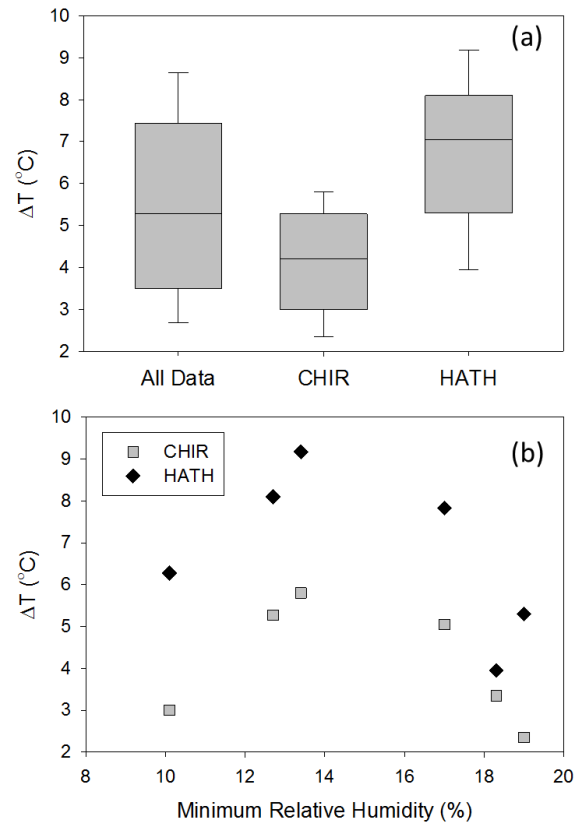 (a)
10
9
8
7
6
5
4
3
2
ΔT (°C)
All Data CHIR HATH
(b)
CHIR
HATH
10
9
8
7
6
5
4
3
2
ΔT (°C)
8 10 12 14 16 18 20
Minimum Relative Humidity (%)